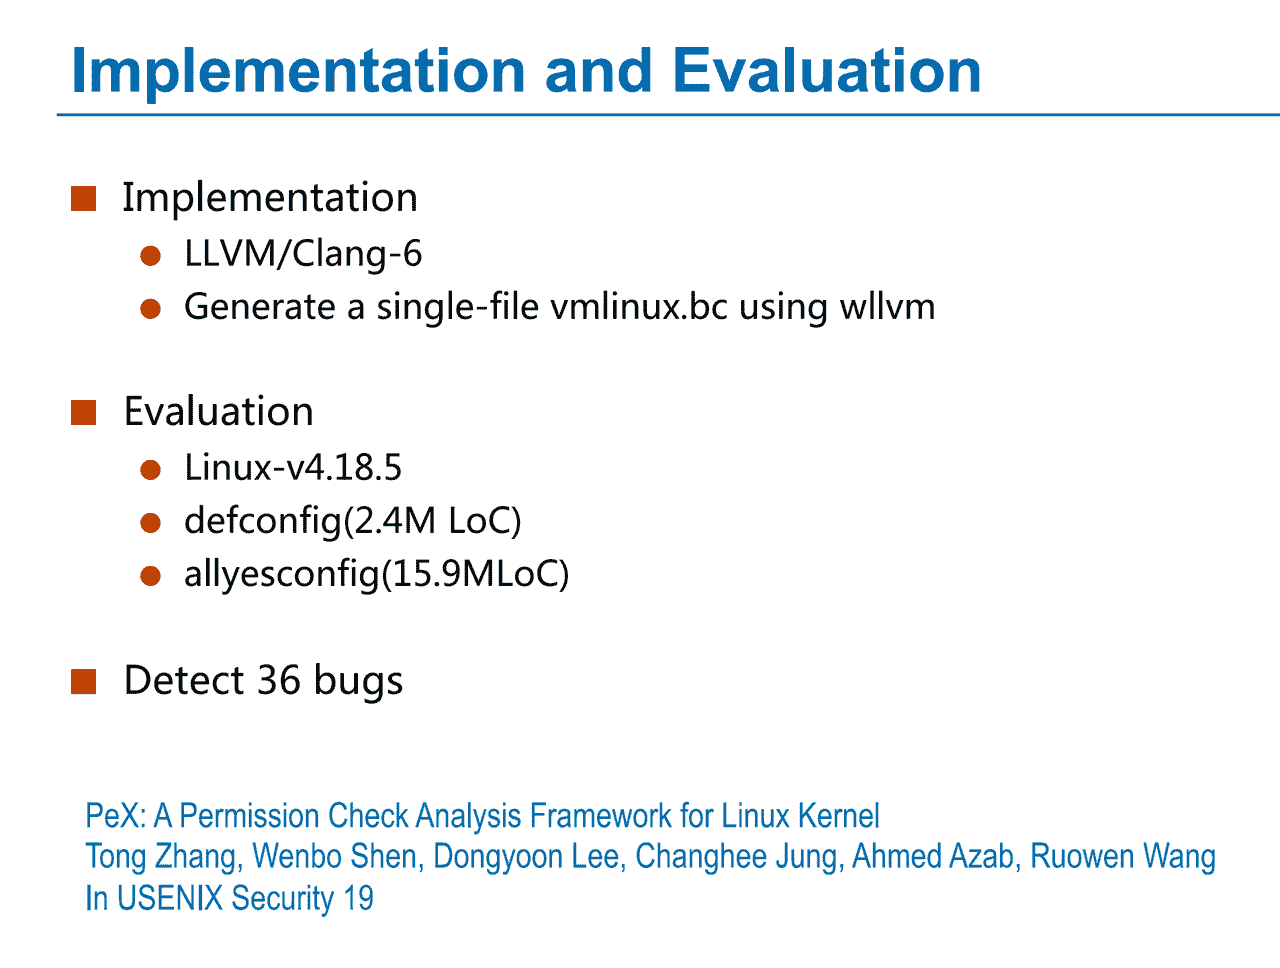 Implementation and Evaluation
Implementation
LLVM/Clang-6
Generate a single-file vmlinux.bc using wllvm
Evaluation
Linux-v4.18.5
defconfig(2.4M LoC)
allyesconfig(15.9MLoC)
Detect 36 bugs
PeX: A Permission Check Analysis Framework for Linux Kernel
Tong Zhang, Wenbo Shen, Dongyoon Lee, Changhee Jung, Ahmed Azab, Ruowen Wang
In USENIX Security 19